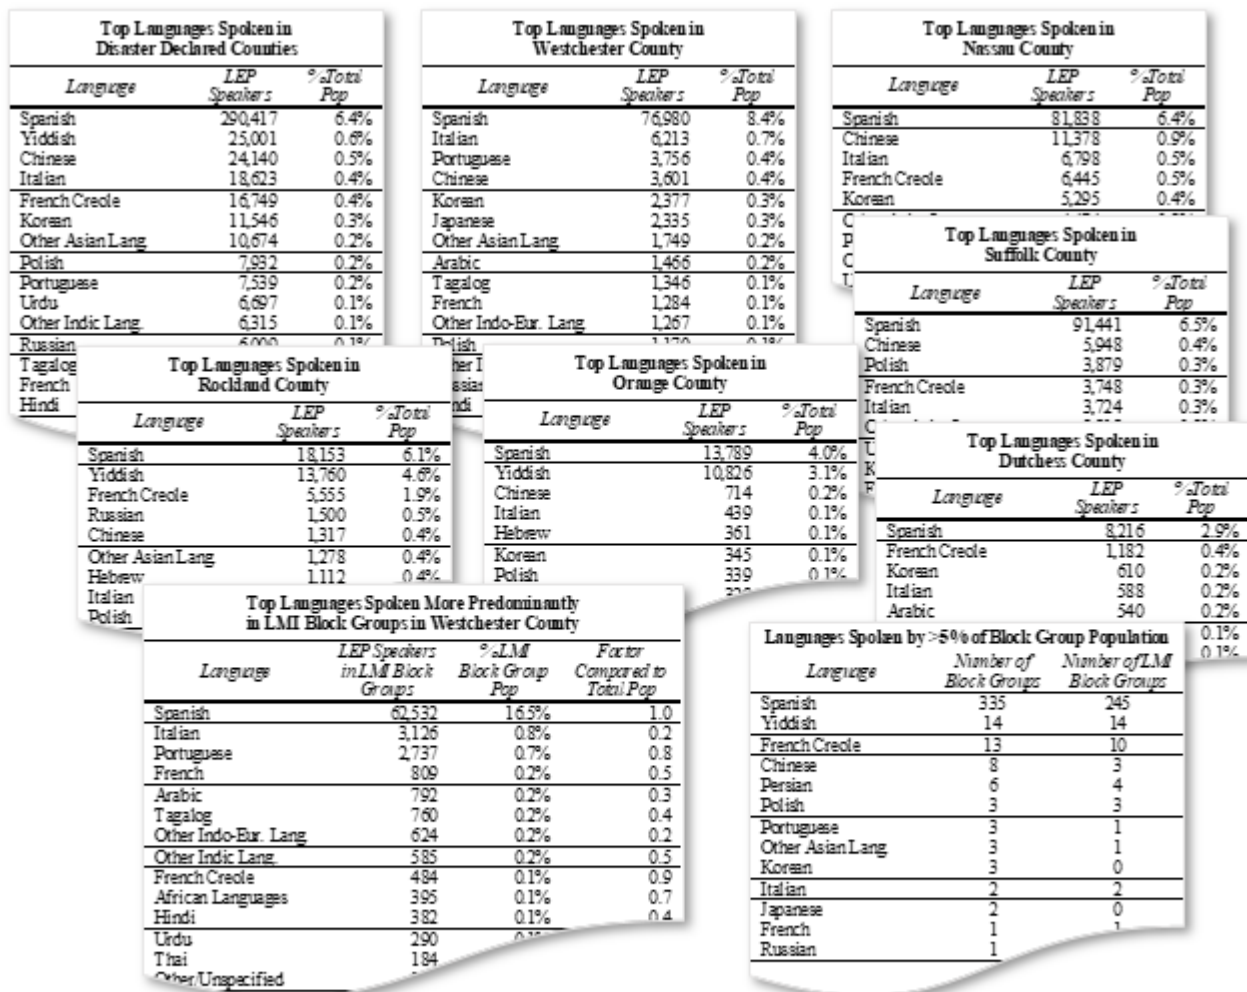 Top Languages Spoken in
Disaster Declared Counties
Language LEP Speakers %Total Pop
Spanish 290,417 6.4%
Yiddish 25,001 0.6%
Chinese 24,140 0.5%
Italian 18,623 0.4%
French Creole 16,749 0.4%
Korean 11,546 0.3%
Other Asian Lang. 10,674 0.2%
Polish 7,932 0.2%
Portuguese 7,539 0.2%
Urdu 6,697 0.1%
Other Indic Lang. 6,315 0.1%
Russian
Tagalog
French
Hindi
Top Languages Spoken in
Westchester County
Language LEP Speakers %Total Pop
Spanish 76,980 8.4%
Italian 6,213 0.7%
Portuguese 3,756 0.4%
Chinese 3,601 0.4%
Korean 2,377 0.3%
Japanese 2,335 0.3%
Other Asian Lang. 1,749 0.2%
Arabic 1,466 0.2%
Tagalog 1,346 0.1%
French 1,284 0.1%
Other Indo-Eur. Lang. 1,267 0.1%
Polish
Top Languages Spoken in
Nassau County
Language LEP Speakers %Total Pop
Spanish 81,838 6.4%
Chinese 11,378 0.9%
Italian 6,798 0.5%
French Creole 6,445 0.5%
Korean 5,295 0.4%
Top Languages Spoken in
Suffolk County
Language LEP Speakers %Total Pop
Spanish 91,441 6.5%
Chinese 5,948 0.4%
Polish 3,879 0.3%
French Creole 3,748 0.3%
Italian 3,724 0.3%
Top Languages Spoken in
Rockland County
Language LEP Speakers %Total Pop
Spanish 18,153 6.1%
Yiddish 13,760 4.6%
French Creole 5,555 1.9%
Russian 1,500 0.5%
Chinese 1,317 0.4%
Other Asian Lang. 1,278 0.4%
Hebrew 1,112 0.4%
Italian
Polish
Top Languages Spoken in
Orange County
Language LEP Speakers %Total Pop
Spanish 13,789 4.0%
Yiddish 10,826 3.1%
Chinese 714 0.2%
Italian 439 0.1%
Hebrew 361 0.1%
Korean 345 0.1%
Polish 339 0.1%
Top Languages Spoken in
Dutchess County
Language LEP Speakers %Total Pop
Spanish 8,216 2.9%
French Creole 1,182 0.4%
Korean 610 0.2%
Italian 588 0.2%
Arabic 540 0.2%
0.1%
0.1%
Top Languages Spoken More Predominantly
in LMI Block Groups in Westchester County
Language LEP Speakers in LMI Block Groups %LMI Block Group Pop Factor Compared to Total Pop
Spanish 62,532 16.5% 1.0
Italian 3,126 0.8% 0.2
Portuguese 2,737 0.7% 0.8
French 809 0.2% 0.5
Arabic 792 0.2% 0.3
Tagalog 760 0.2% 0.4
Other Indo-Eur. Lang. 624 0.2% 0.2
Other Indic Lang. 585 0.2% 0.5
French Creole 484 0.1% 0.9
African Languages 395 0.1% 0.7
Hindi 382 0.1% 0.4
Urdu 290
Thai 184
Other/Unspecified
Languages Spoken by >5% of Block Group Population
Language Number of Block Groups Number of LMI Block Groups
Spanish 335 245
Yiddish 14 14
French Creole 13 10
Chinese 8 3
Persian 6 4
Polish 3 3
Portuguese 3 1
Other Asian Lang. 3 1
Korean 3 0
Italian 2 2
Japanese 2 0
French 1 1
Russian 1